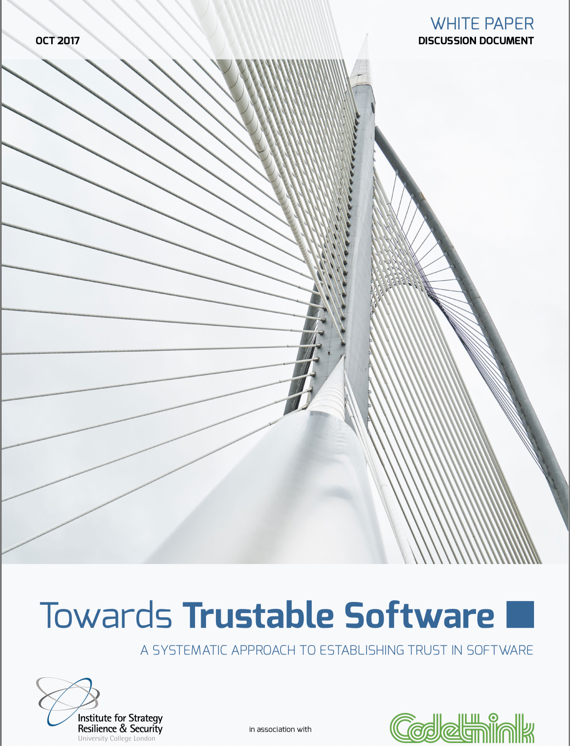 WHITE PAPER
OCT 2017
DISCUSSION DOCUMENT
Towards Trustable Software
A SYSTEMATIC APPROACH TO ESTABLISHING TRUST IN SOFTWARE
Institute for Strategy
Resilience & Security
University College London
in association with
Codethink